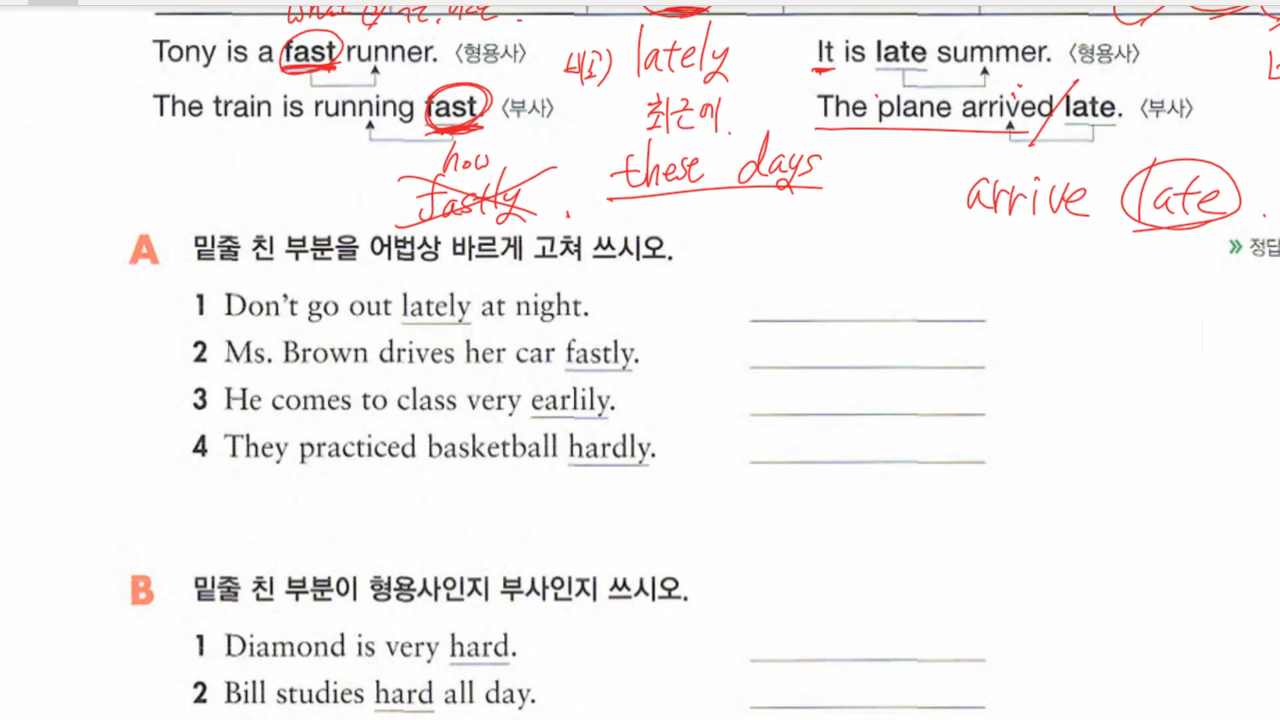 Tony is a fast runner. 〈형용사〉
The train is running fast 〈부사〉
how
fastly.
비교) lately
최근에.
these days
It is late summer. 〈형용사〉
The plane arrived / late. 〈부사〉
arrive late.
A 밑줄 친 부분을 어법상 바르게 고쳐 쓰시오.
» 정답
1 Don't go out lately at night.
2 Ms. Brown drives her car fastly.
3 He comes to class very earlily.
4 They practiced basketball hardly.
B 밑줄 친 부분이 형용사인지 부사인지 쓰시오.
1 Diamond is very hard.
2 Bill studies hard all day.